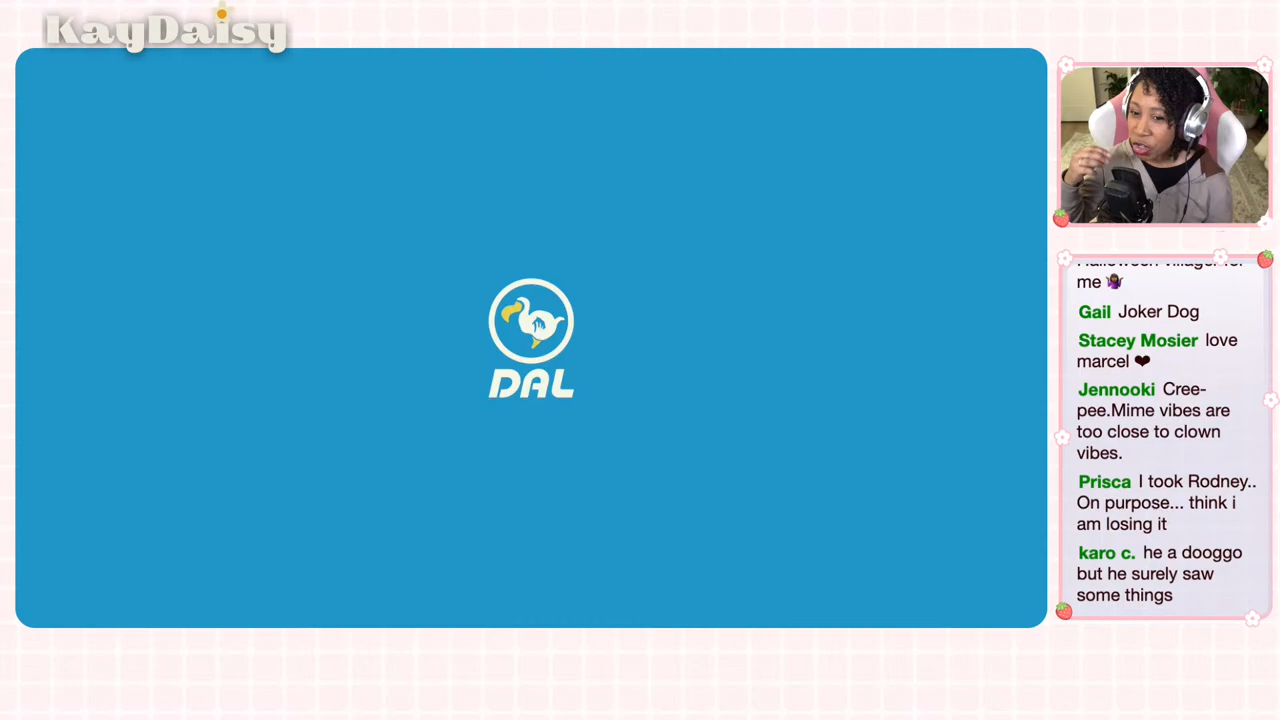 KayDaisy
DAL
me 🤷🏾‍♀️
Gail Joker Dog
Stacey Mosier love
marcel ❤
Jennooki Cree-
pee.Mime vibes are
too close to clown
vibes.
Prisca I took Rodney..
On purpose... think i
am losing it
karo c. he a dooggo
but he surely saw
some things